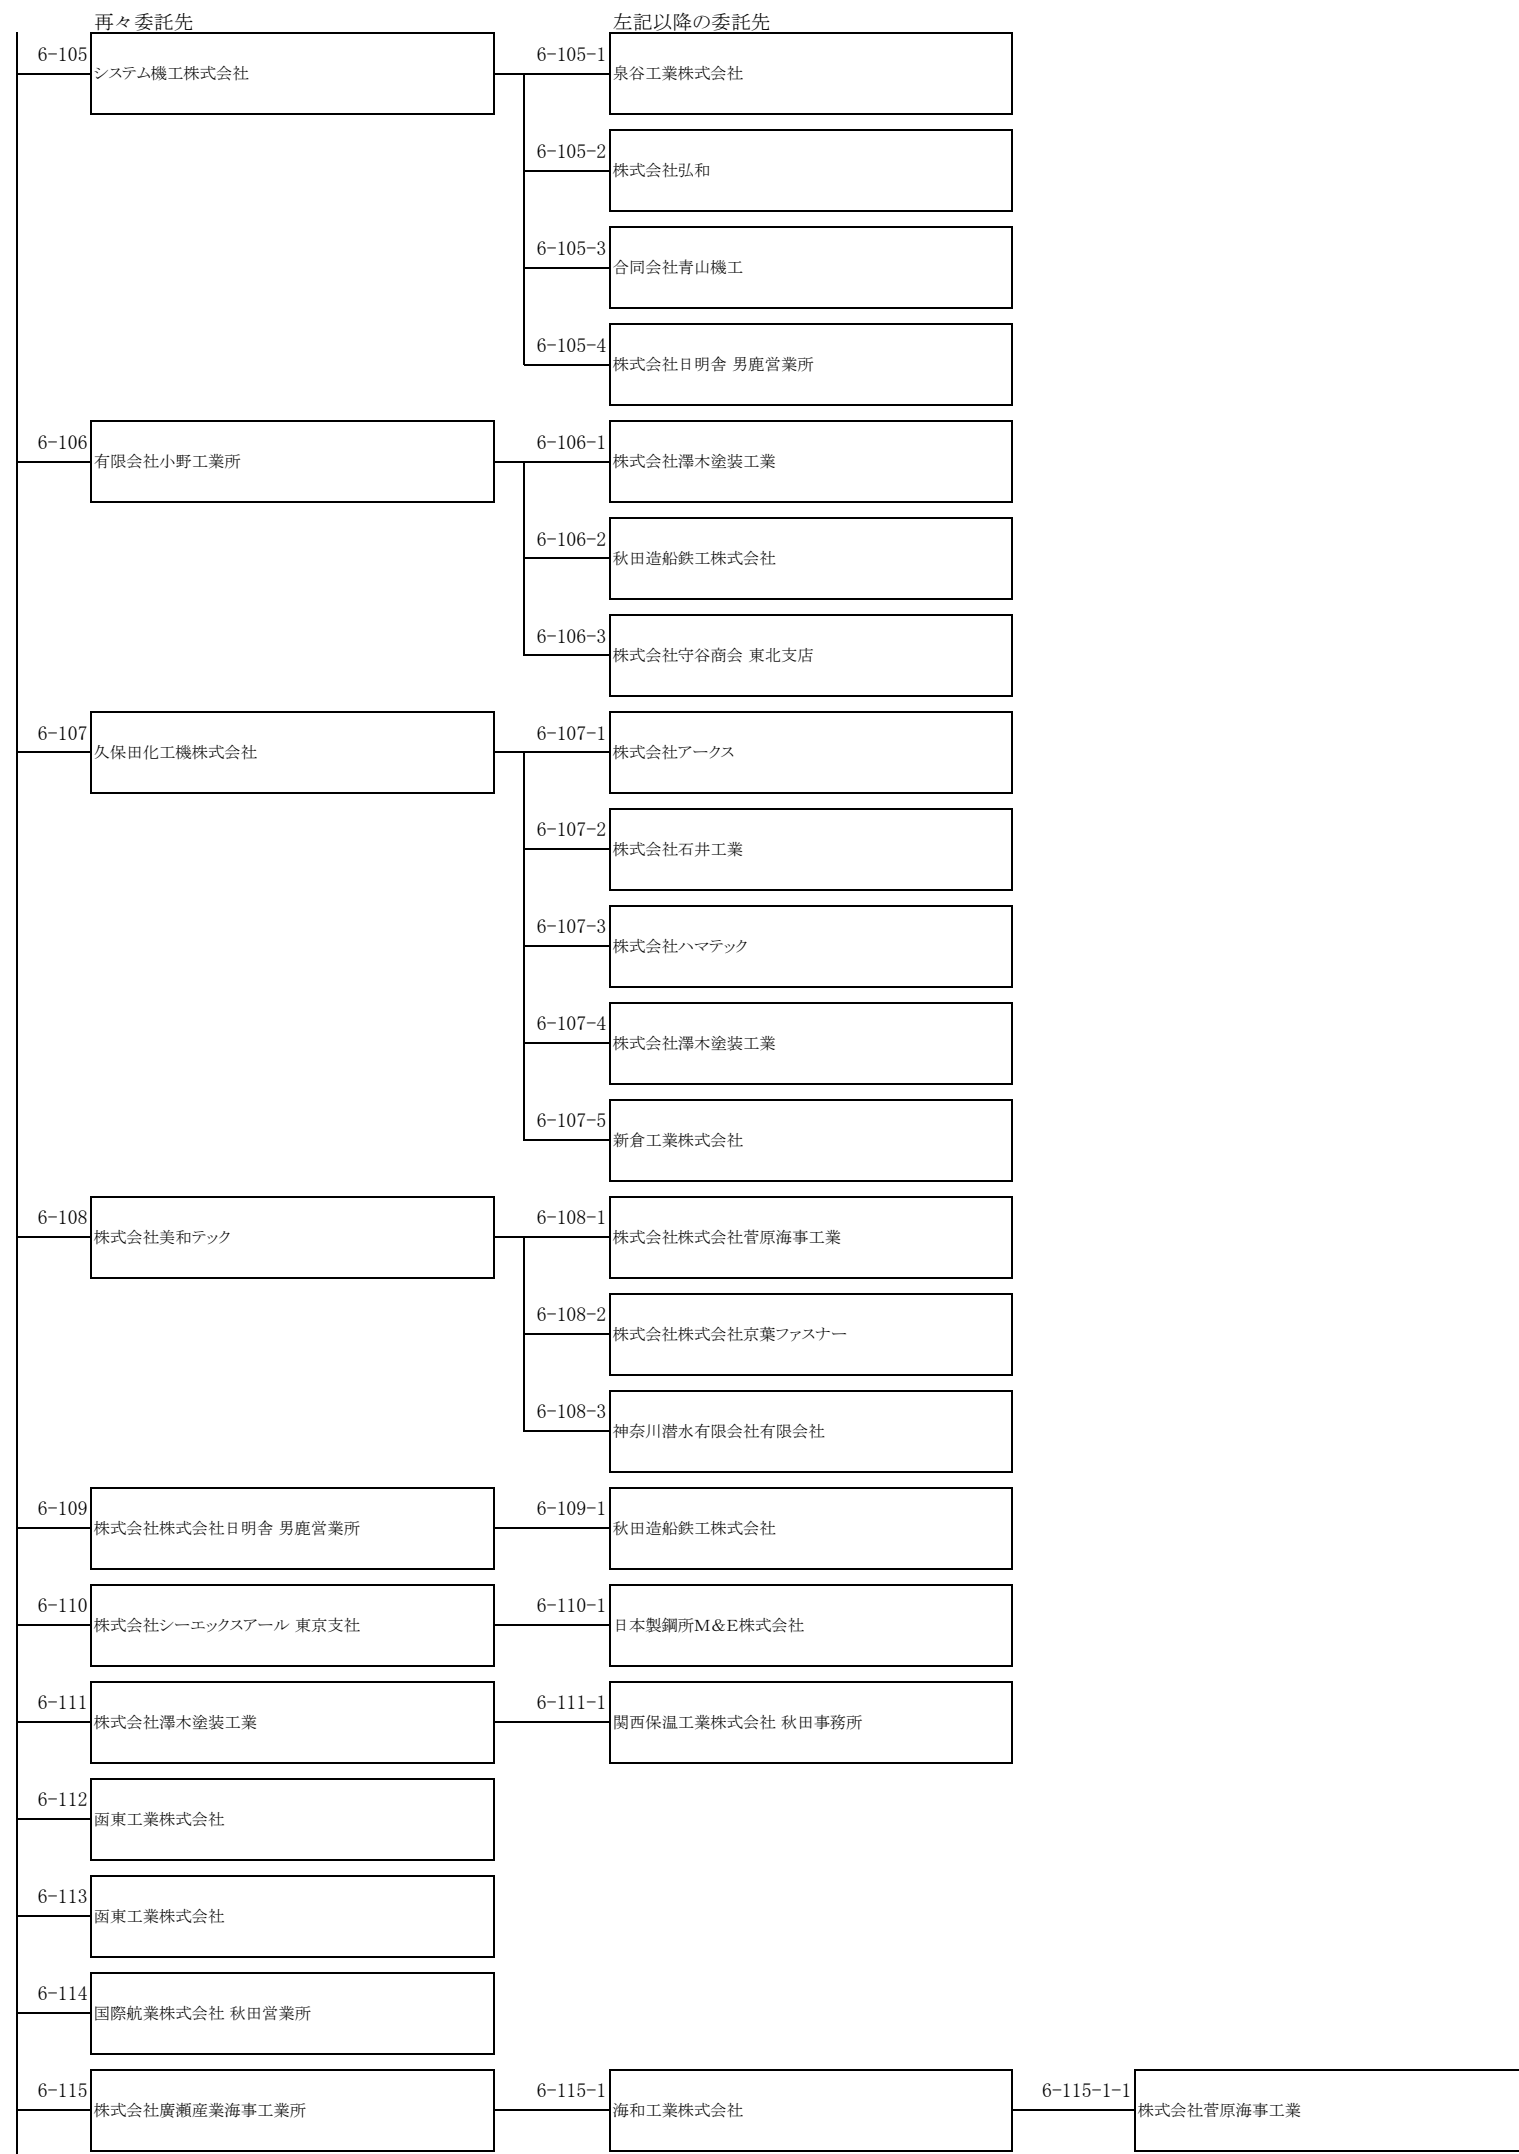 再々委託先
左記以降の委託先
6-105
システム機工株式会社
6-105-1
泉谷工業株式会社
6-105-2
株式会社弘和
6-105-3
合同会社青山機工
6-105-4
株式会社日明舎 男鹿営業所
6-106
有限会社小野工業所
6-106-1
株式会社澤木塗装工業
6-106-2
秋田造船鉄工株式会社
6-106-3
株式会社守谷商会 東北支店
6-107
久保田化工機株式会社
6-107-1
株式会社アークス
6-107-2
株式会社石井工業
6-107-3
株式会社ハマテック
6-107-4
株式会社澤木塗装工業
6-107-5
新倉工業株式会社
6-108
株式会社美和テック
6-108-1
株式会社株式会社菅原海事工業
6-108-2
株式会社株式会社京葉ファスナー
6-108-3
神奈川潜水有限会社有限会社
6-109
株式会社株式会社日明舎 男鹿営業所
6-109-1
秋田造船鉄工株式会社
6-110
株式会社シーエックスアール 東京支社
6-110-1
日本製鋼所M&E株式会社
6-111
株式会社澤木塗装工業
6-111-1
関西保温工業株式会社 秋田事務所
6-112
函東工業株式会社
6-113
函東工業株式会社
6-114
国際航業株式会社 秋田営業所
6-115
株式会社廣瀬産業海事工業所
6-115-1
海和工業株式会社
6-115-1-1
株式会社菅原海事工業